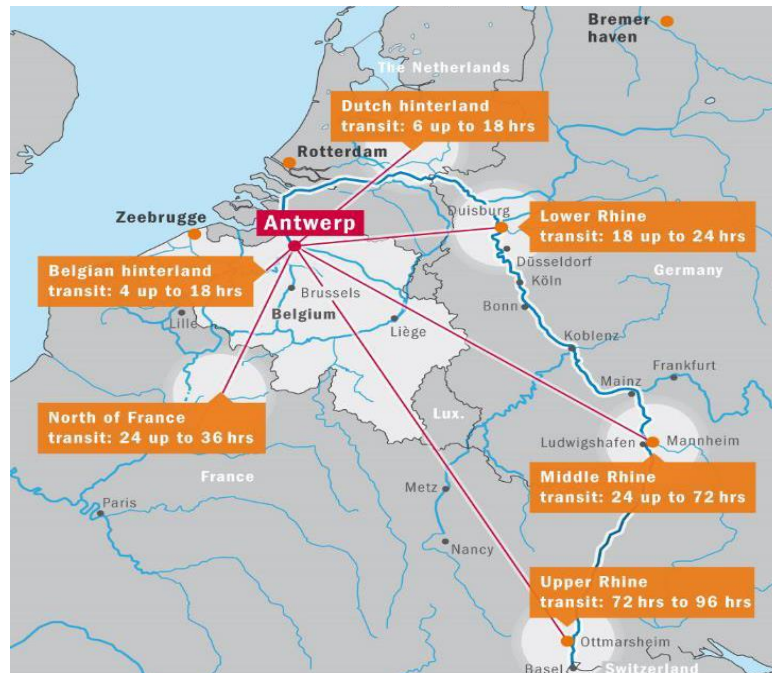 Bremer
haven
The Netherlands
Dutch hinterland
transit: 6 up to 18 hrs
Rotterdam
Zeebrugge
Antwerp
Duisburg
Lower Rhine
transit: 18 up to 24 hrs
Düsseldorf
Köln
Germany
Belgian hinterland
transit: 4 up to 18 hrs
Brussels
Belgium
Bonn
Lille
Liège
Koblenz
Frankfurt
Mainz
North of France
transit: 24 up to 36 hrs
Lux.
Ludwigshafen
Mannheim
France
Metz
Middle Rhine
transit: 24 up to 72 hrs
Paris
Nancy
Upper Rhine
transit: 72 hrs to 96 hrs
Ottmarsheim
Basel
Switzerland